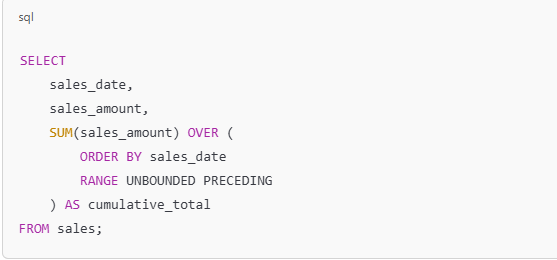 sql
SELECT
    sales_date,
    sales_amount,
    SUM(sales_amount) OVER (
        ORDER BY sales_date
        RANGE UNBOUNDED PRECEDING
    ) AS cumulative_total
FROM sales;